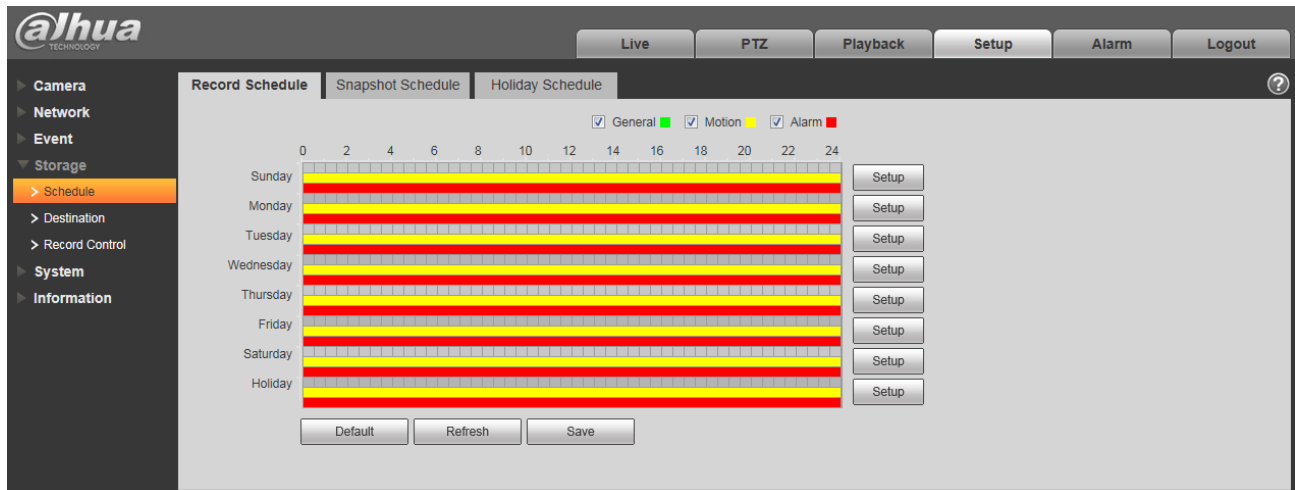 alhua
TECHNOLOGY
Live PTZ Playback Setup Alarm Logout
Camera
Network
Event
Storage
> Schedule
> Destination
> Record Control
System
Information
Record Schedule Snapshot Schedule Holiday Schedule ?
General Motion Alarm
0 2 4 6 8 10 12 14 16 18 20 22 24
Sunday Setup
Monday Setup
Tuesday Setup
Wednesday Setup
Thursday Setup
Friday Setup
Saturday Setup
Holiday Setup
Default Refresh Save